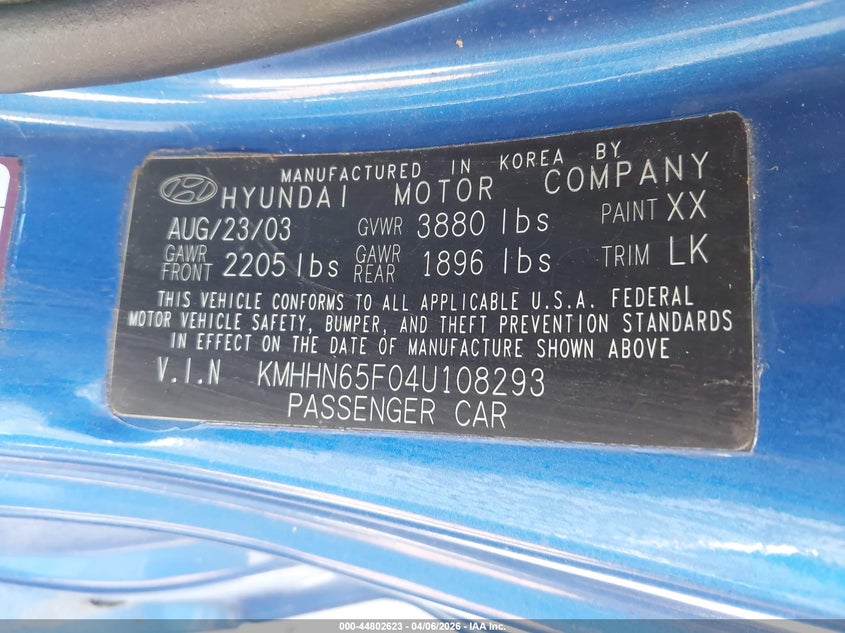 MANUFACTURED IN KOREA BY
HYUNDAI MOTOR COMPANY
AUG/23/03 GVWR 3880 lbs PAINT XX
GAWR FRONT 2205 lbs GAWR REAR 1896 lbs TRIM LK
THIS VEHICLE CONFORMS TO ALL APPLICABLE U.S.A. FEDERAL
MOTOR VEHICLE SAFETY, BUMPER, AND THEFT PREVENTION STANDARDS
IN EFFECT ON THE DATE OF MANUFACTURE SHOWN ABOVE
V.I.N KMHHN65F04U108293
PASSENGER CAR
000-44802623 - 04/06/2026 - IAA Inc.